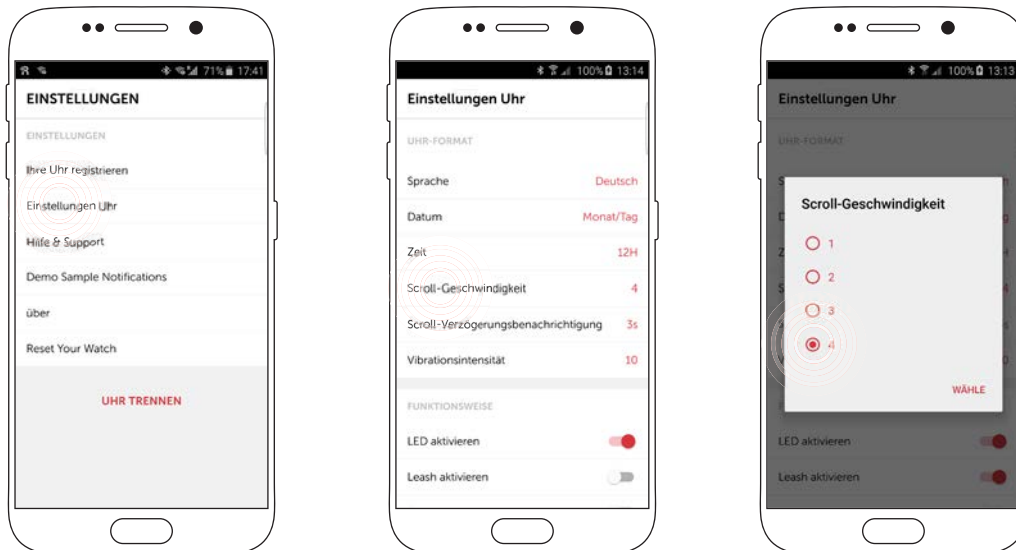 71% 17:41
EINSTELLUNGEN
EINSTELLUNGEN
Ihre Uhr registrieren
Einstellungen Uhr
Hilfe & Support
Demo Sample Notifications
über
Reset Your Watch
UHR TRENNEN
100% 13:14
Einstellungen Uhr
UHR-FORMAT
Sprache Deutsch
Datum Monat/Tag
Zeit 12H
Scroll-Geschwindigkeit 4
Scroll-Verzögerungsbenachrichtigung 3s
Vibrationsintensität 10
FUNKTIONSWEISE
LED aktivieren
Leash aktivieren
100% 13:13
Einstellungen Uhr
UHR-FORMAT
Scroll-Geschwindigkeit
1
2
3
4
WÄHLE
LED aktivieren
Leash aktivieren